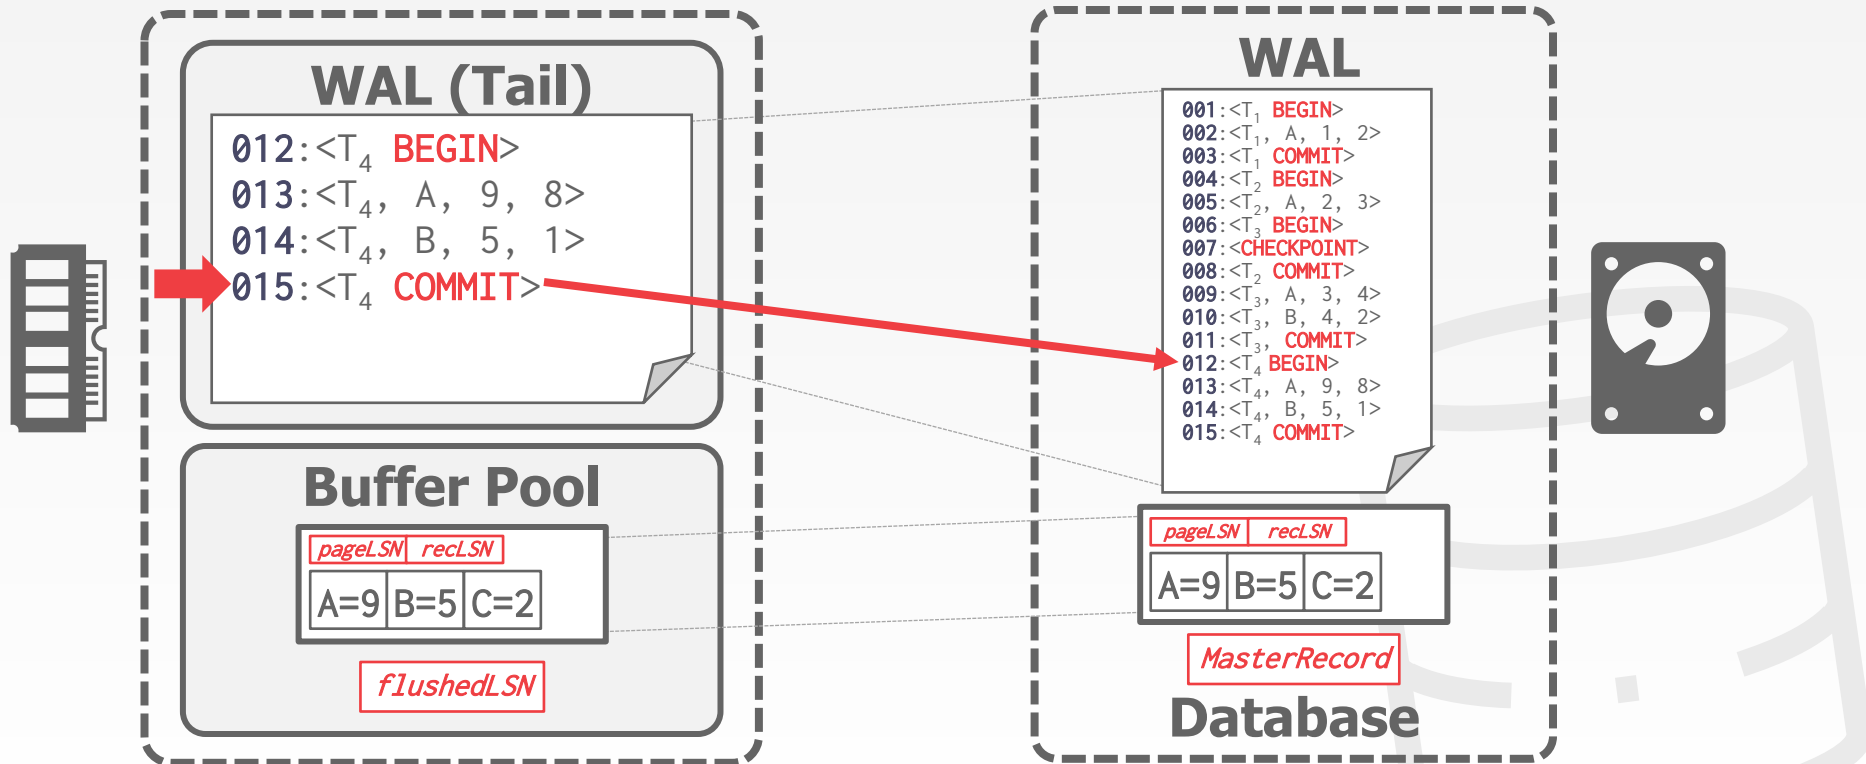 WAL (Tail)
012:<T4 BEGIN>
013:<T4, A, 9, 8>
014:<T4, B, 5, 1>
015:<T4 COMMIT>
Buffer Pool
pageLSN recLSN
A=9 B=5 C=2
flushedLSN
WAL
001:<T1 BEGIN>
002:<T1, A, 1, 2>
003:<T1 COMMIT>
004:<T2 BEGIN>
005:<T2, A, 2, 3>
006:<T3 BEGIN>
007:<CHECKPOINT>
008:<T2 COMMIT>
009:<T3, A, 3, 4>
010:<T3, B, 4, 2>
011:<T3, COMMIT>
012:<T4 BEGIN>
013:<T4, A, 9, 8>
014:<T4, B, 5, 1>
015:<T4 COMMIT>
pageLSN recLSN
A=9 B=5 C=2
MasterRecord
Database